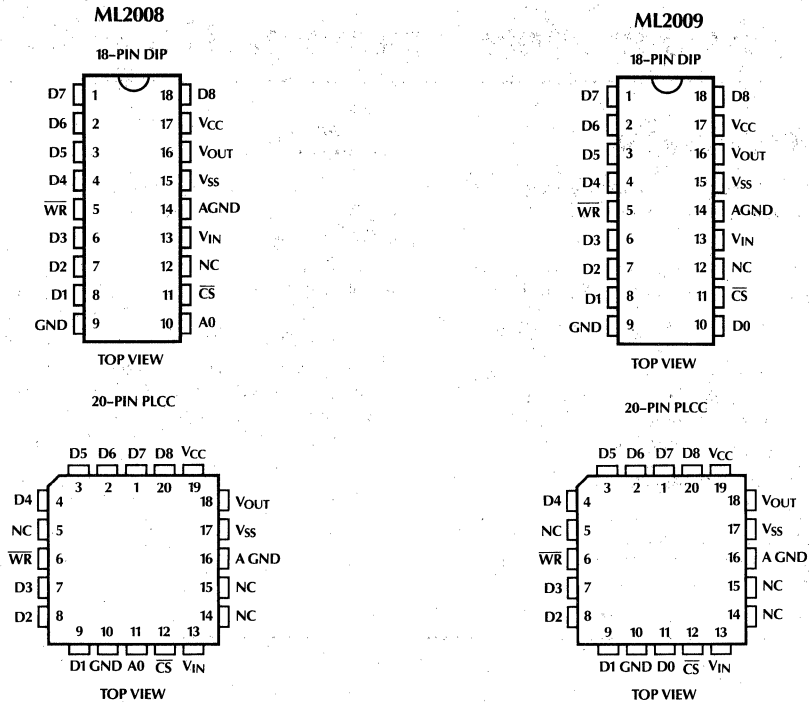 ML2008
18-PIN DIP
D7 1 18 D8
D6 2 17 VCC
D5 3 16 VOUT
D4 4 15 VSS
WR 5 14 AGND
D3 6 13 VIN
D2 7 12 NC
D1 8 11 CS
GND 9 10 A0
TOP VIEW
20-PIN PLCC
D5 D6 D7 D8 VCC
3 2 1 20 19
D4 4 18 VOUT
NC 5 17 VSS
WR 6 16 A GND
D3 7 15 NC
D2 8 14 NC
9 10 11 12 13
D1 GND A0 CS VIN
TOP VIEW
ML2009
18-PIN DIP
D7 1 18 D8
D6 2 17 VCC
D5 3 16 VOUT
D4 4 15 VSS
WR 5 14 AGND
D3 6 13 VIN
D2 7 12 NC
D1 8 11 CS
GND 9 10 D0
TOP VIEW
20-PIN PLCC
D5 D6 D7 D8 VCC
3 2 1 20 19
D4 4 18 VOUT
NC 5 17 VSS
WR 6 16 A GND
D3 7 15 NC
D2 8 14 NC
9 10 11 12 13
D1 GND D0 CS VIN
TOP VIEW